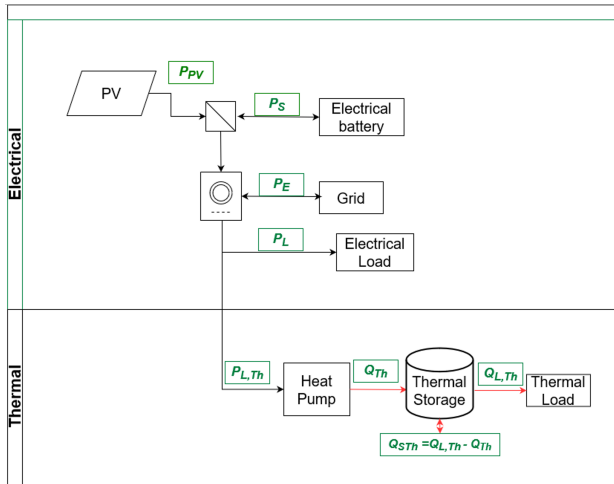 Electrical
P_PV
PV
P_S
Electrical
battery
P_E
Grid
P_L
Electrical
Load
Thermal
P_L,Th
Heat
Pump
Q_Th
Thermal
Storage
Q_L,Th
Thermal
Load
Q_STh =Q_L,Th - Q_Th